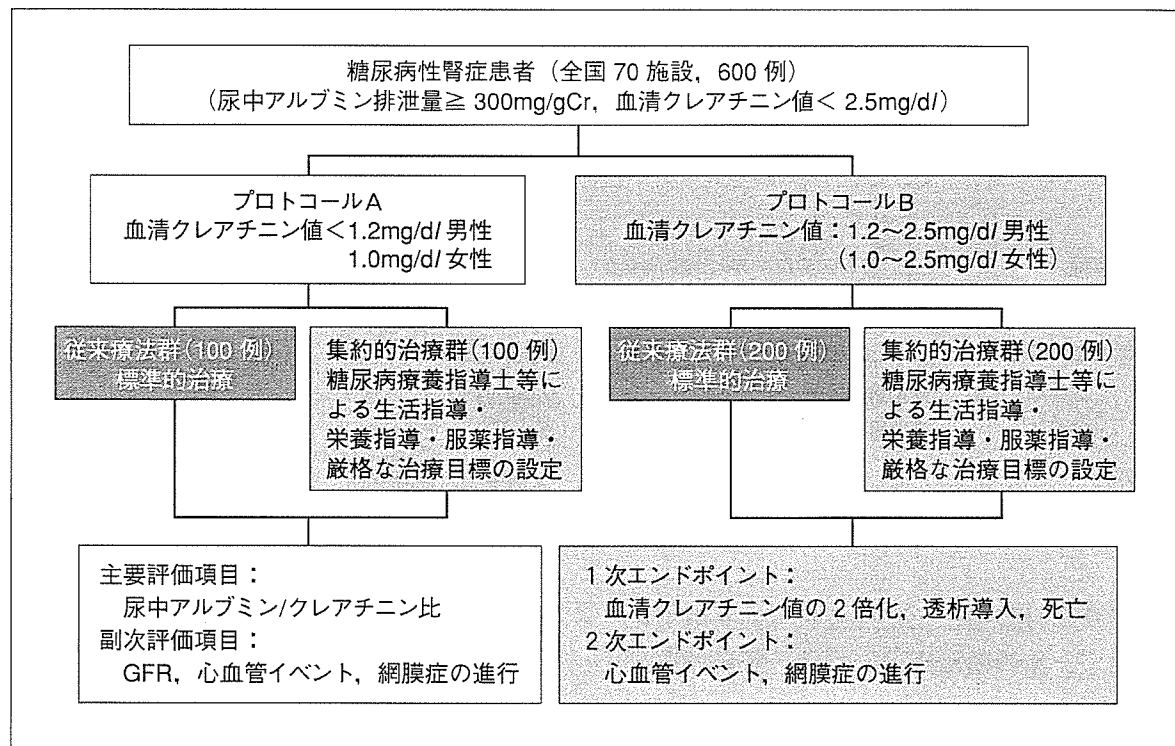 糖尿病性腎症患者（全国 70 施設，600 例）
（尿中アルブミン排泄量≧ 300mg/gCr，血清クレアチニン値< 2.5mg/dl）
プロトコールA
血清クレアチニン値＜1.2mg/dl 男性
1.0mg/dl 女性
プロトコールB
血清クレアチニン値：1.2〜2.5mg/dl 男性
（1.0〜2.5mg/dl 女性）
従来療法群（100 例）
標準的治療
集約的治療群（100 例）
糖尿病療養指導士等に
よる生活指導・
栄養指導・服薬指導・
厳格な治療目標の設定
従来療法群（200 例）
標準的治療
集約的治療群（200 例）
糖尿病療養指導士等に
よる生活指導・
栄養指導・服薬指導・
厳格な治療目標の設定
主要評価項目：
尿中アルブミン/クレアチニン比
副次評価項目：
GFR，心血管イベント，網膜症の進行
1 次エンドポイント：
血清クレアチニン値の 2 倍化，透析導入，死亡
2 次エンドポイント：
心血管イベント，網膜症の進行